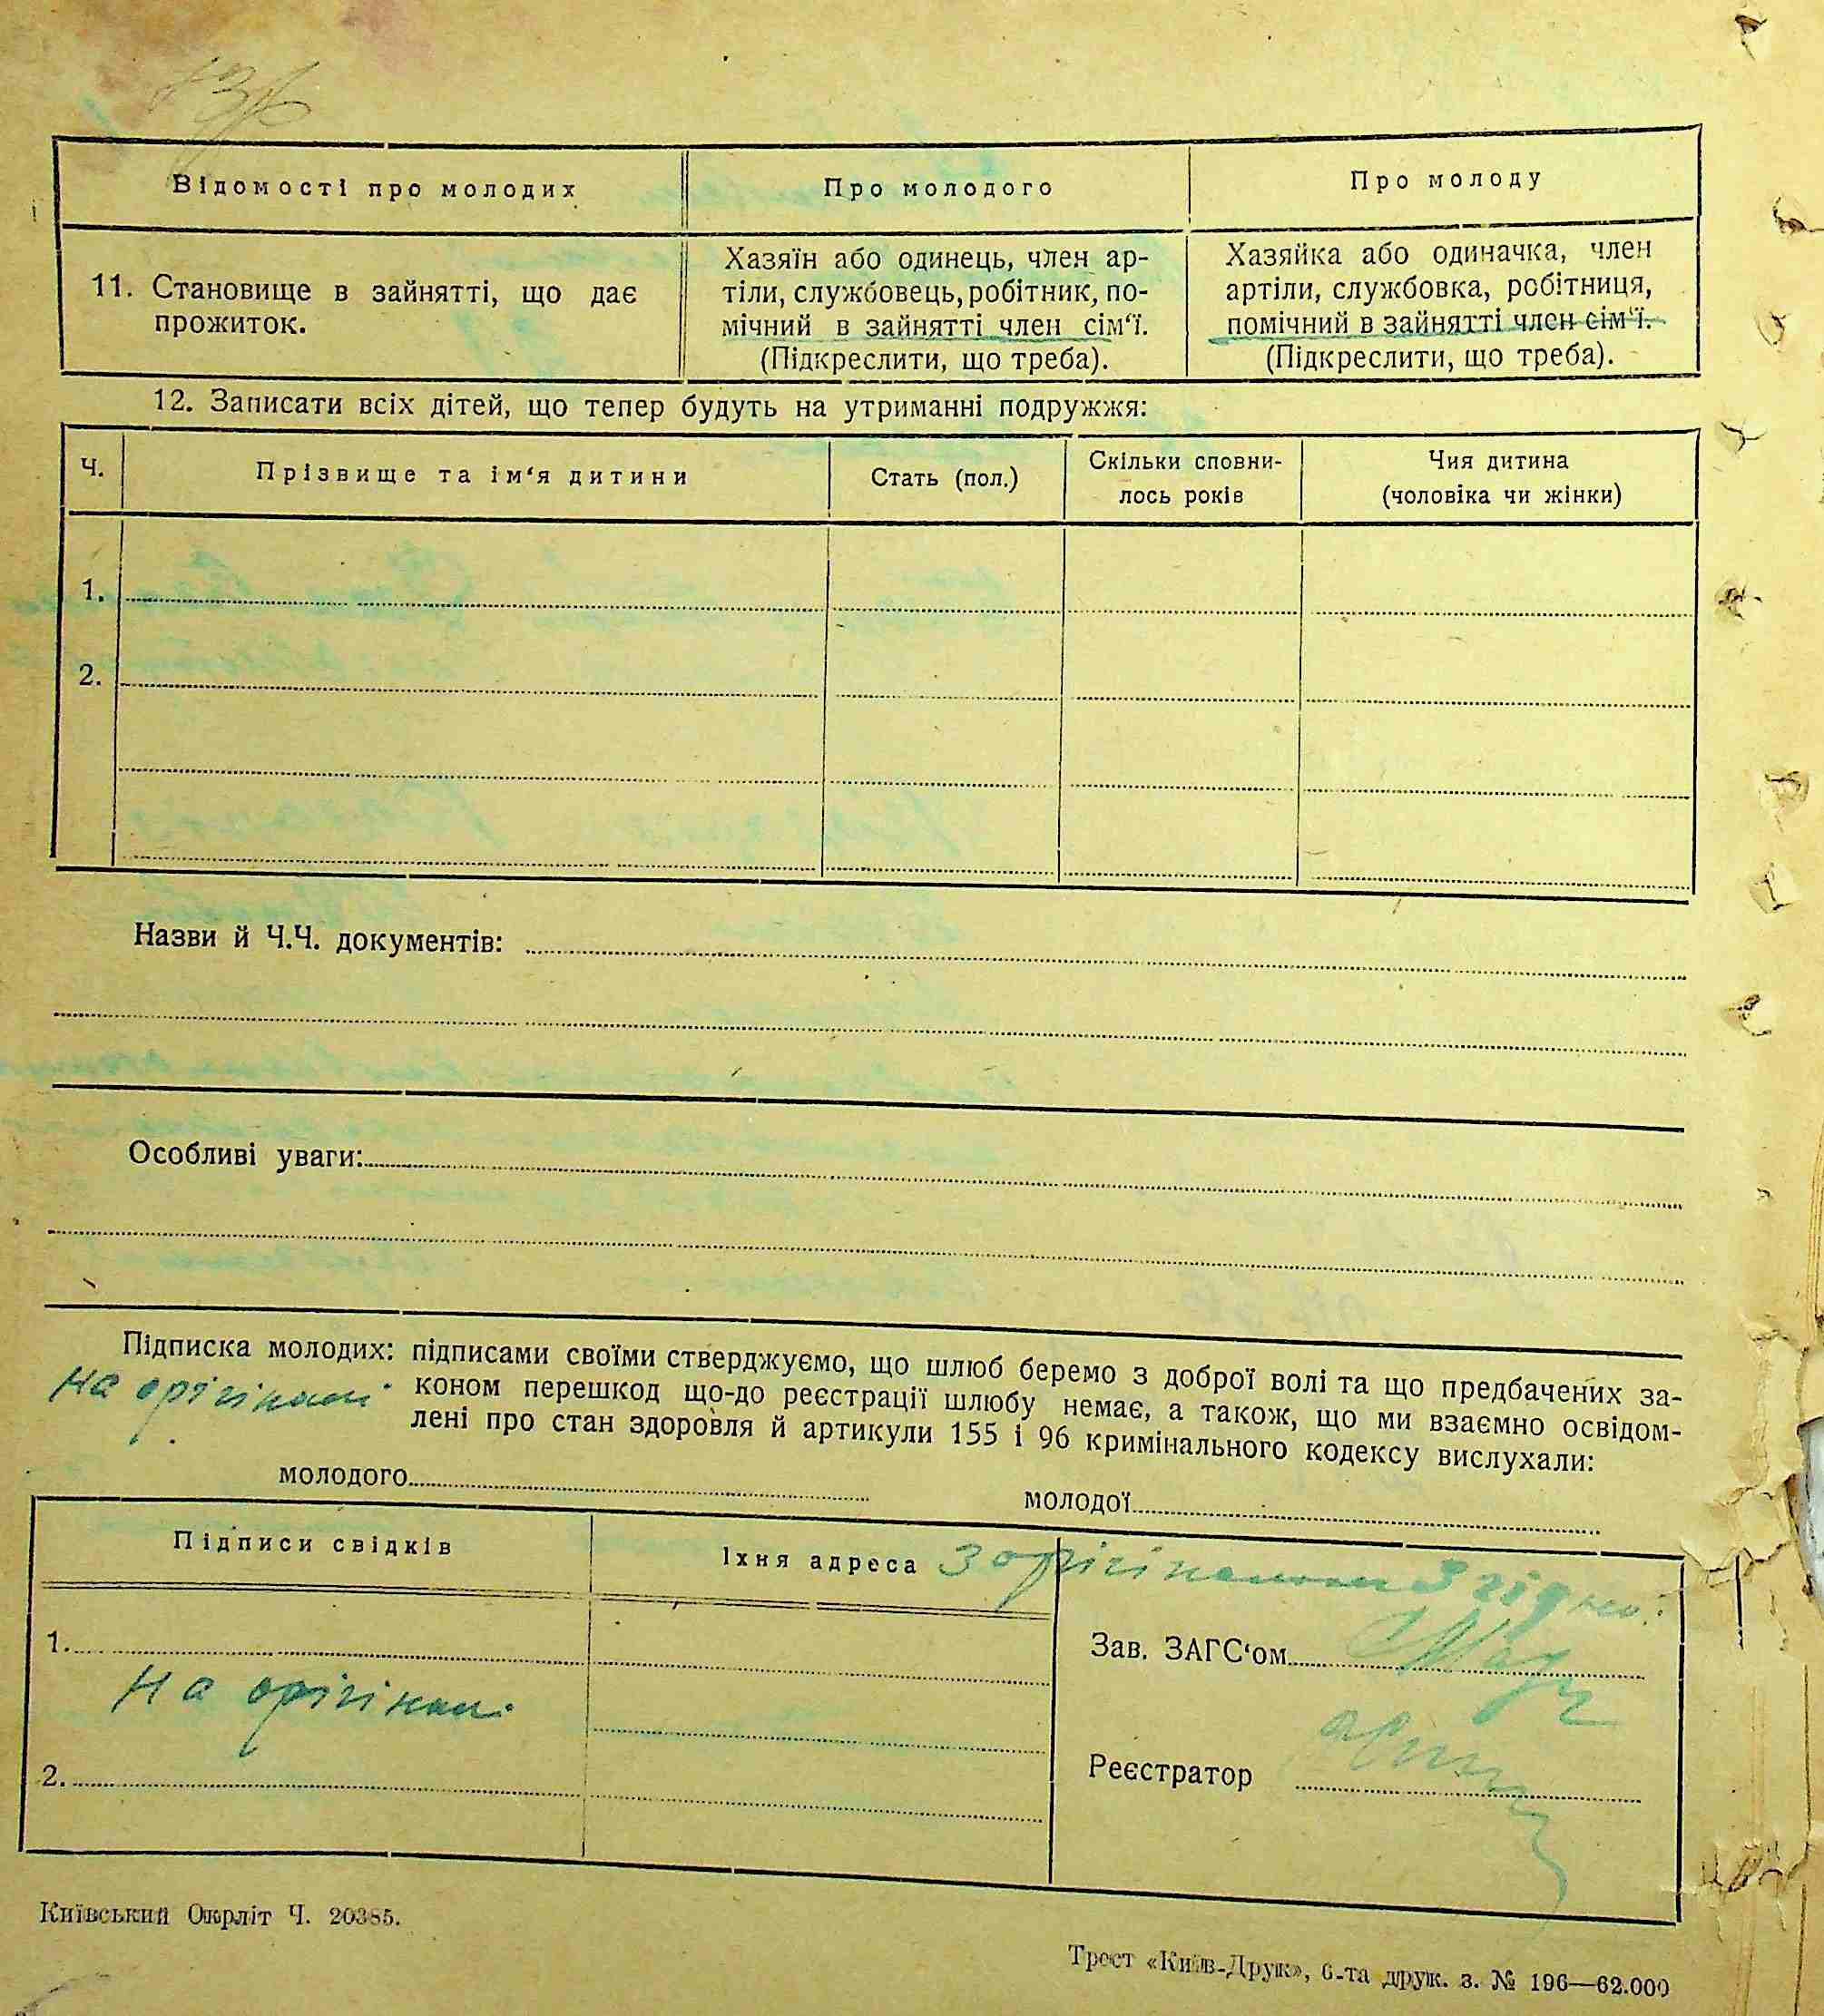 Відомості про молодих
Про молодого
Про молоду
11. Становище в зайнятті, що дає
прожиток.
Хазяїн або одинець, член ар-
тіли, службовець, робітник, по-
мічний в зайнятті член сім‘ї.
(Підкреслити, що треба).
Хазяйка або одиначка, член
артіли, службовка, робітниця,
помічний в зайнятті член сім‘ї.
(Підкреслити, що треба).
12. Записати всіх дітей, що тепер будуть на утриманні подружжя:
Ч.
Прізвище та ім‘я дитини
Стать (пол.)
Скільки сповни-
лось років
Чия дитина
(чоловіка чи жінки)
1.
2.
Назви й Ч.Ч. документів:
Особливі уваги:
Підписка молодих: підписами своїми стверджуємо, що шлюб беремо з доброї волі та що предбачених за-
на орігіналі коном перешкод що-до реєстрації шлюбу немає, а також, що ми взаємно освідом-
лені про стан здоров̀ля й артикули 155 і 96 кримінального кодексу вислухали:
молодого
молодої
Підписи свідків
Їхня адреса
З орігіналом згідно:
1.
на орігіналі
2.
Зав. ЗАГС‘ом
Реєстратор
Київський Окрліт Ч. 20385.
Трест «Київ-Друк», 6-та друк. з. № 196—62.000